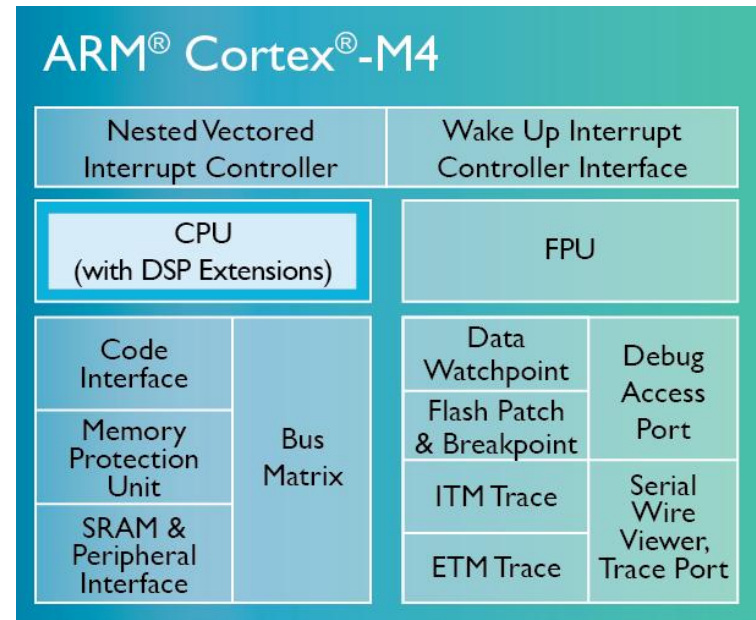 ARM® Cortex®-M4
Nested Vectored
Interrupt Controller
Wake Up Interrupt
Controller Interface
CPU
(with DSP Extensions)
FPU
Code
Interface
Memory
Protection
Unit
SRAM &
Peripheral
Interface
Bus
Matrix
Data
Watchpoint
Flash Patch
& Breakpoint
ITM Trace
ETM Trace
Debug
Access
Port
Serial
Wire
Viewer,
Trace Port